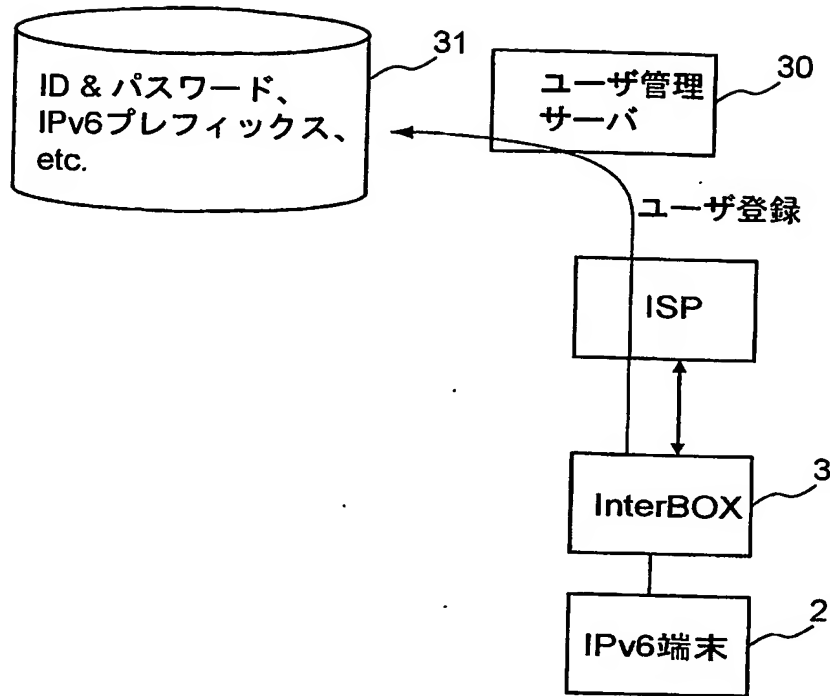 31
ID & パスワード、
IPv6プレフィックス、
etc.
30
ユーザ管理
サーバ
ユーザ登録
ISP
3
InterBOX
2
IPv6端末